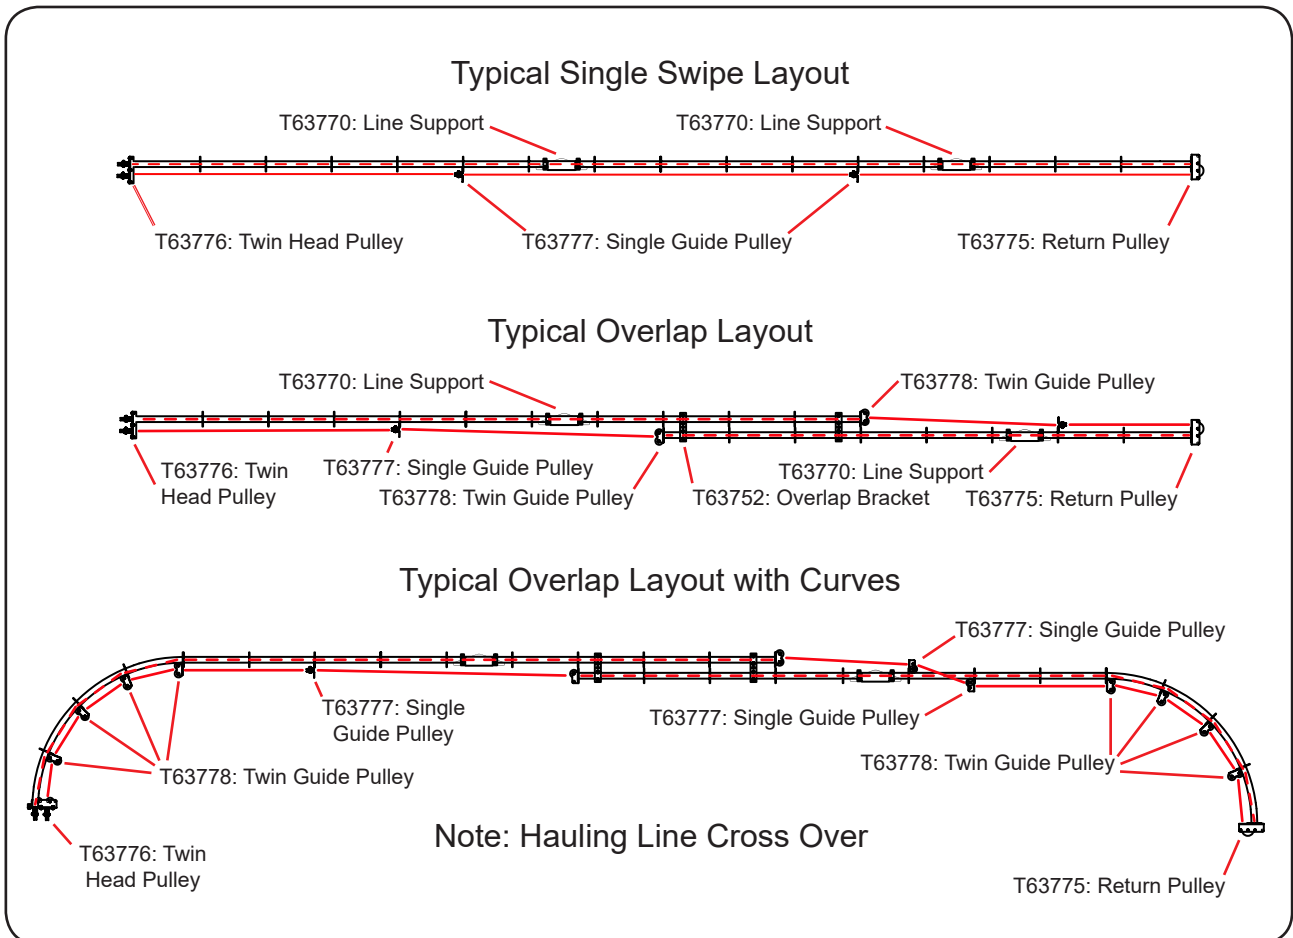 Typical Single Swipe Layout
T63770: Line Support
T63770: Line Support
T63776: Twin Head Pulley
T63777: Single Guide Pulley
T63775: Return Pulley
Typical Overlap Layout
T63770: Line Support
T63778: Twin Guide Pulley
T63776: Twin
Head Pulley
T63777: Single Guide Pulley
T63778: Twin Guide Pulley
T63770: Line Support
T63752: Overlap Bracket
T63775: Return Pulley
Typical Overlap Layout with Curves
T63777: Single Guide Pulley
T63777: Single
Guide Pulley
T63777: Single Guide Pulley
T63778: Twin Guide Pulley
T63778: Twin Guide Pulley
Note: Hauling Line Cross Over
T63776: Twin
Head Pulley
T63775: Return Pulley